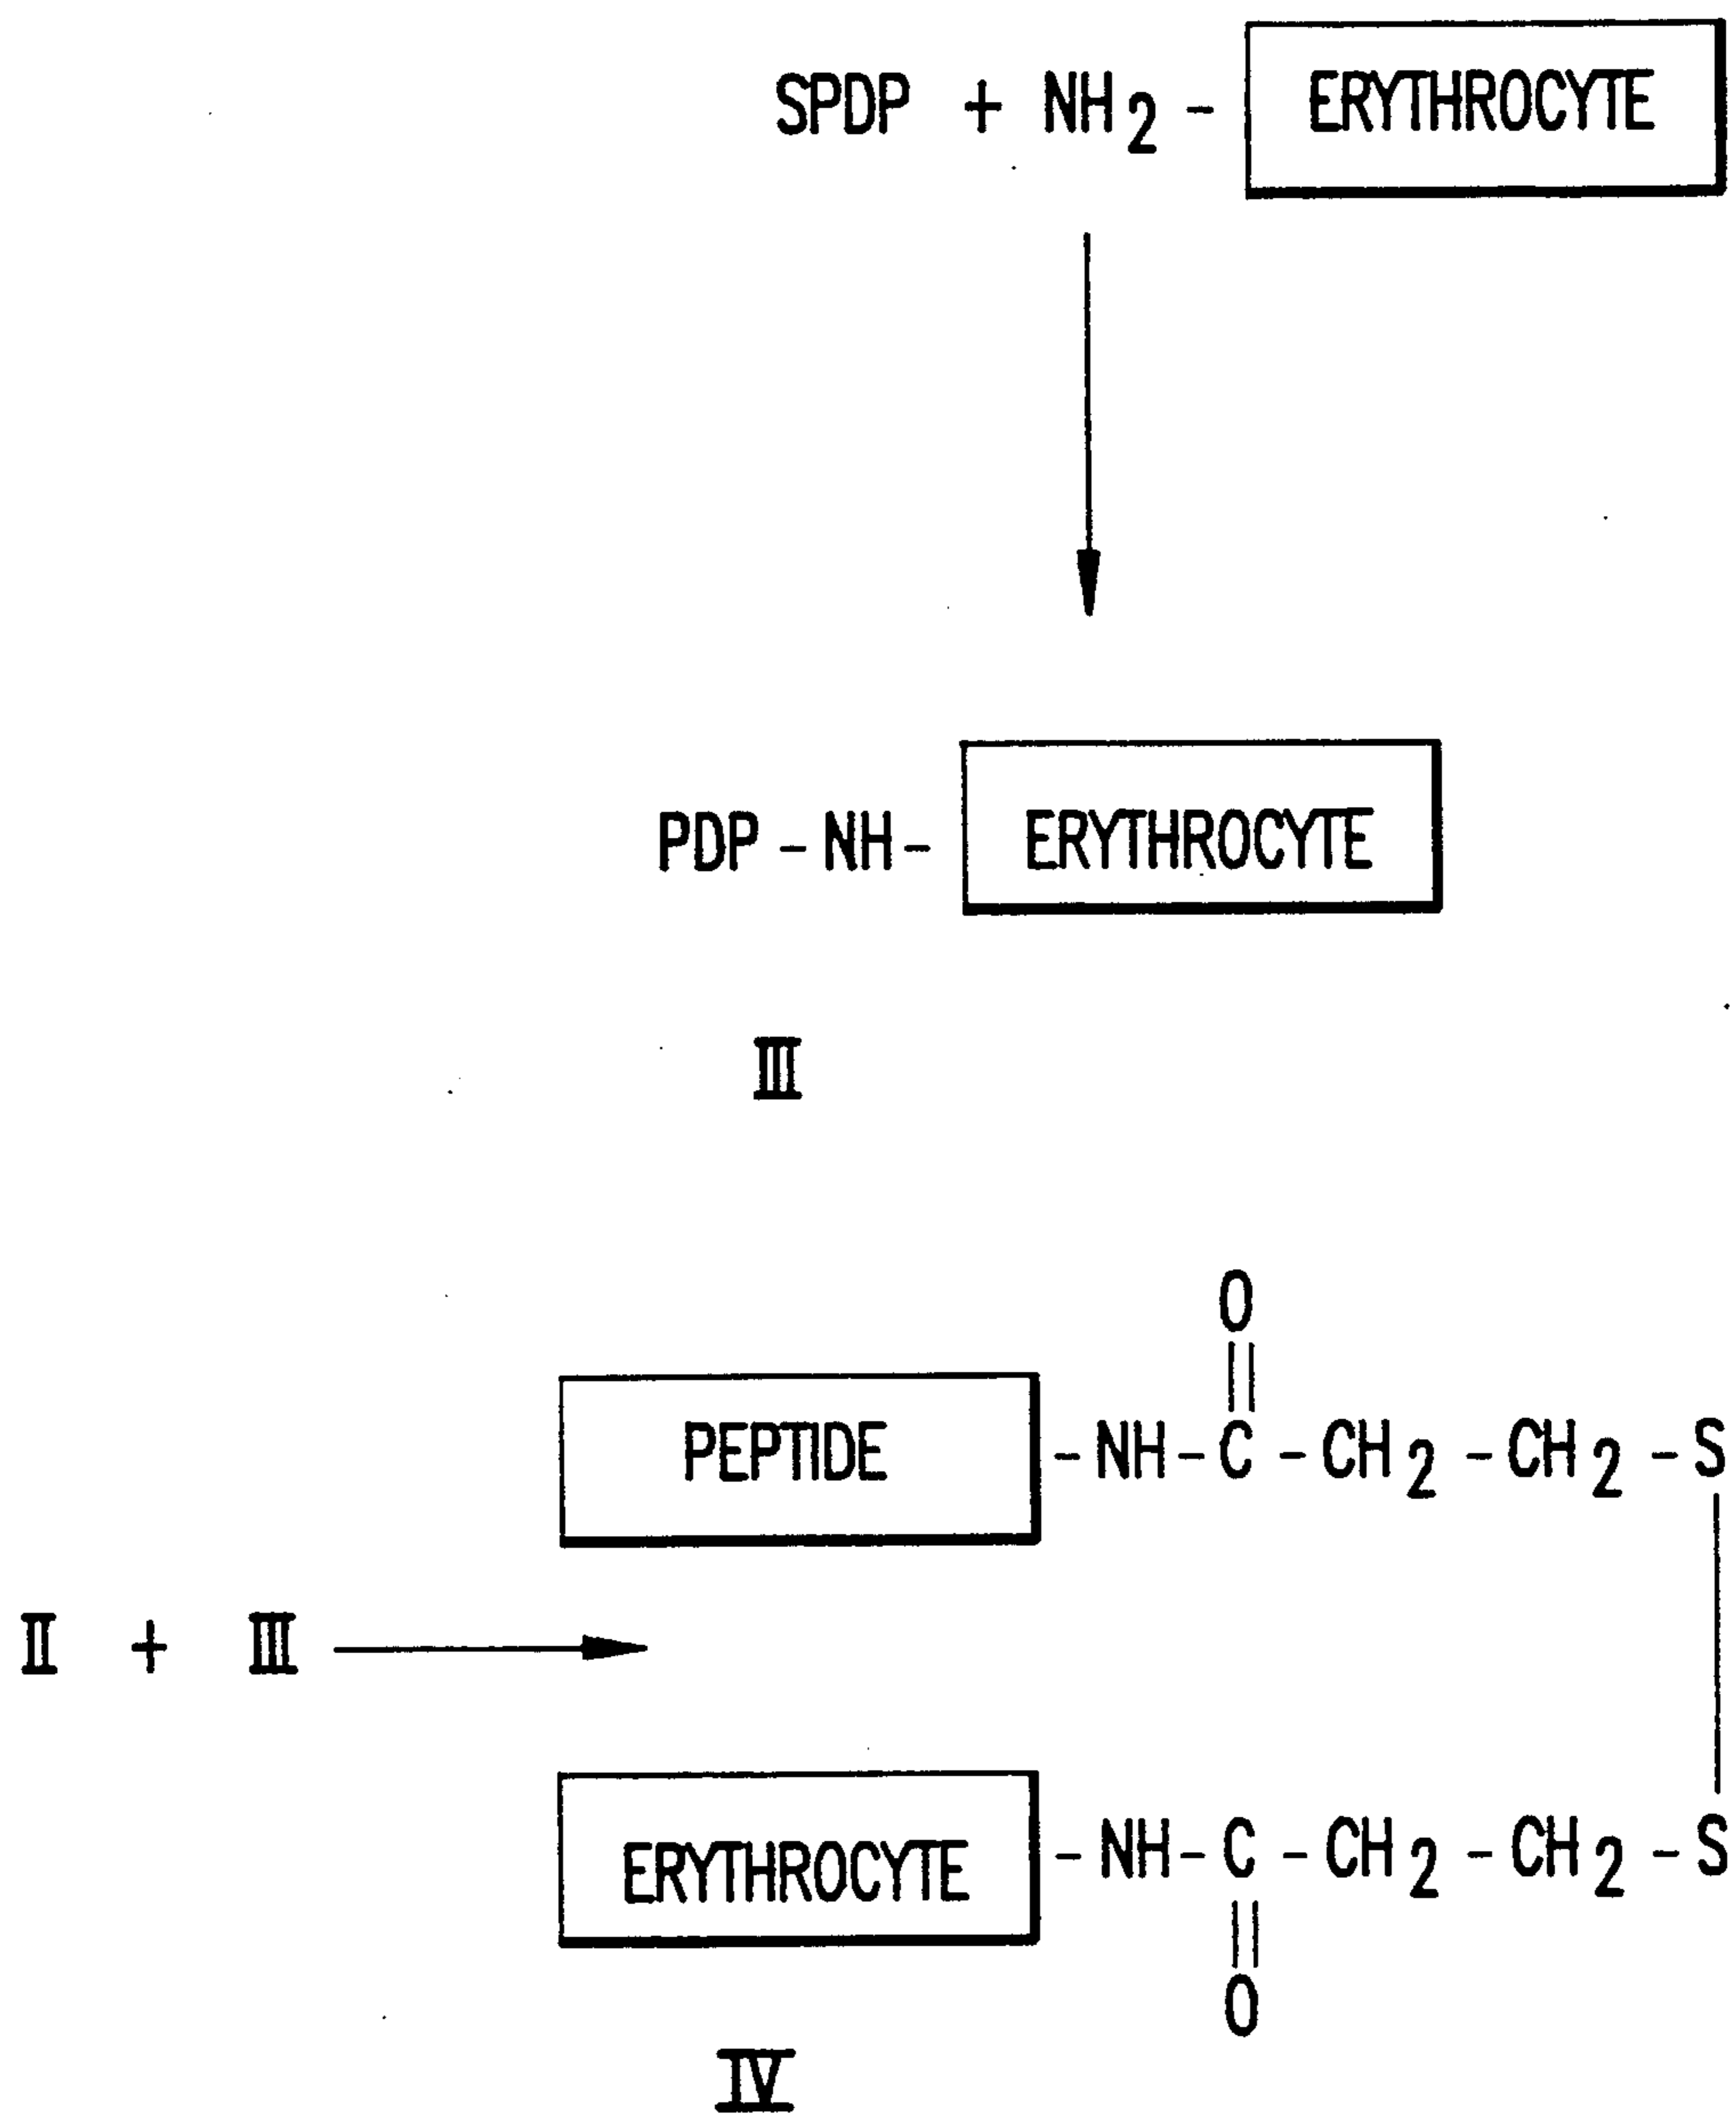 SPDP + NH2 - ERYTHROCYTE
PDP - NH - ERYTHROCYTE
III
O
PEPTIDE - NH - C - CH2 - CH2 - S
II + III
ERYTHROCYTE - NH - C - CH2 - CH2 - S
O
IV